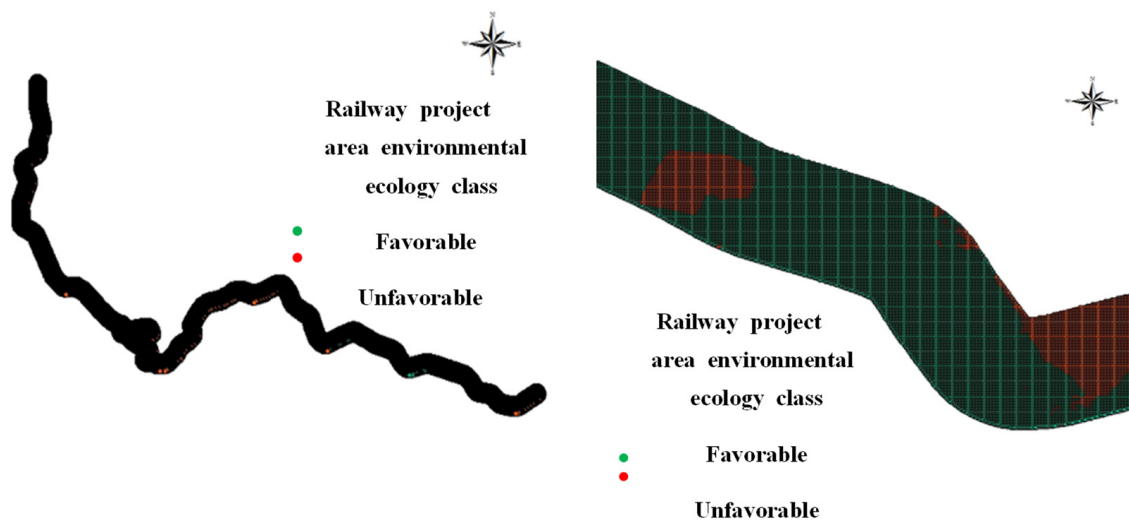 Railway project
area environmental
ecology class
Favorable
Unfavorable
Railway project
area environmental
ecology class
Favorable
Unfavorable